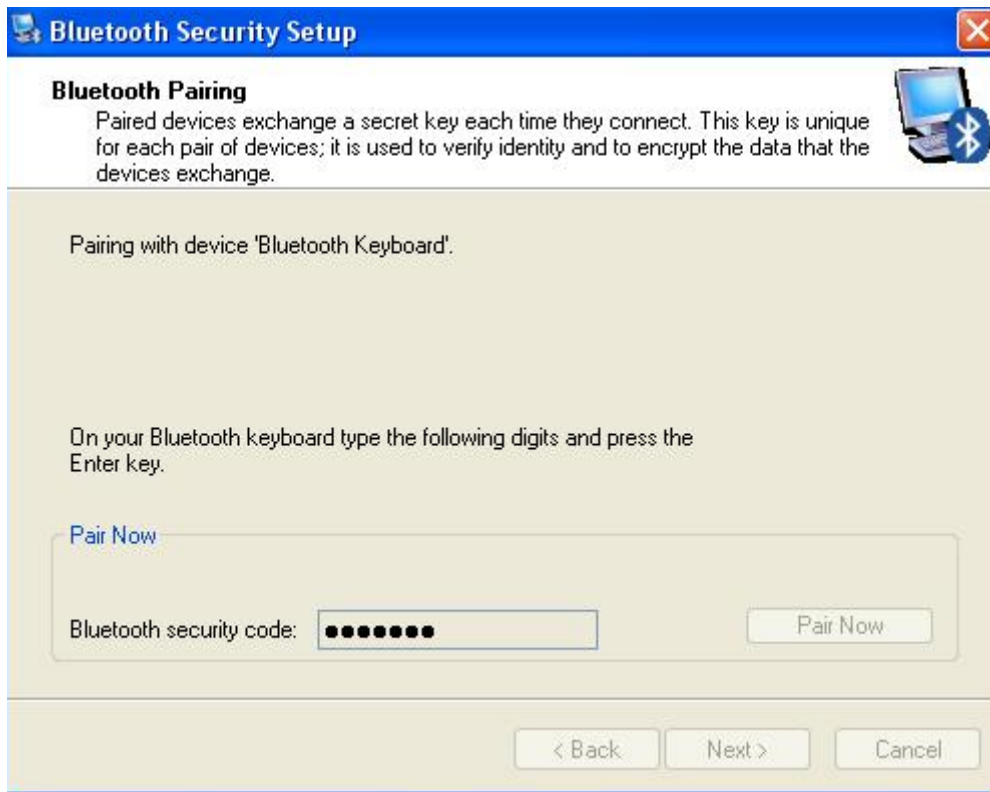 Bluetooth Security Setup
Bluetooth Pairing
Paired devices exchange a secret key each time they connect. This key is unique
for each pair of devices; it is used to verify identity and to encrypt the data that the
devices exchange.
Pairing with device 'Bluetooth Keyboard'.
On your Bluetooth keyboard type the following digits and press the
Enter key.
Pair Now
Bluetooth security code: ●●●●●●●
Pair Now
< Back
Next >
Cancel